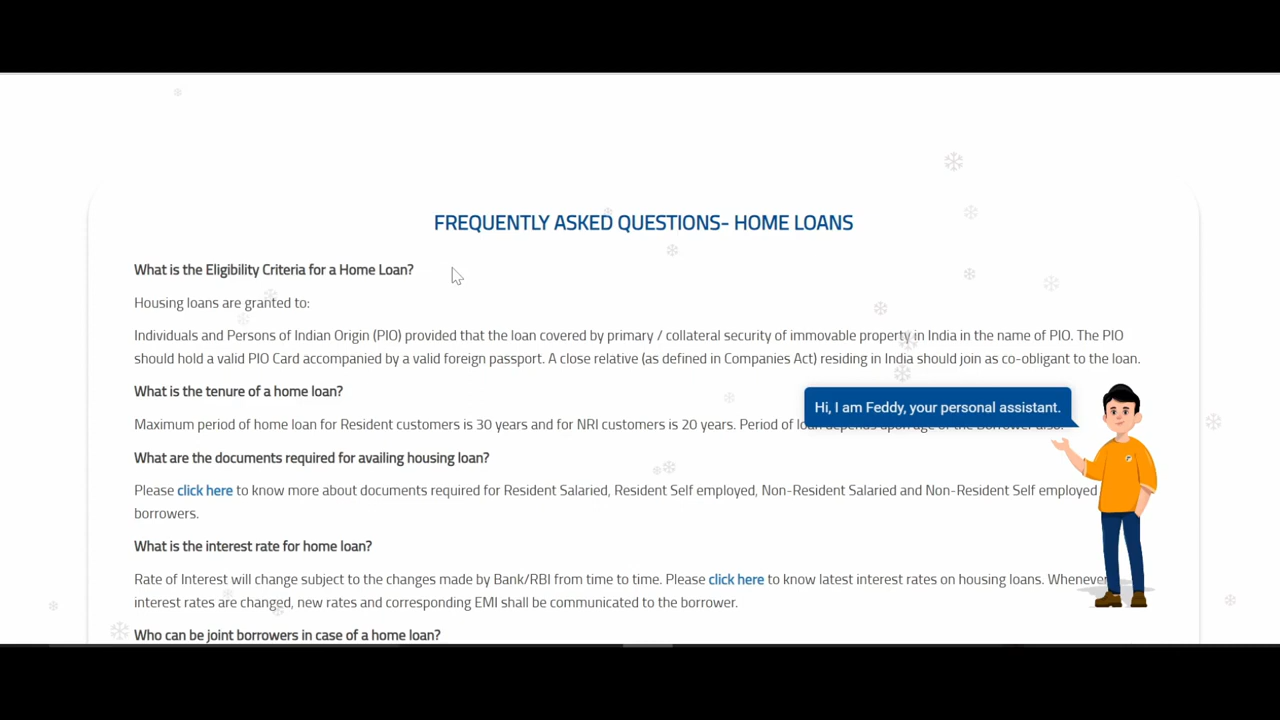 FREQUENTLY ASKED QUESTIONS- HOME LOANS
What is the Eligibility Criteria for a Home Loan?
Housing loans are granted to:
Individuals and Persons of Indian Origin (PIO) provided that the loan covered by primary / collateral security of immovable property in India in the name of PIO. The PIO
should hold a valid PIO Card accompanied by a valid foreign passport. A close relative (as defined in Companies Act) residing in India should join as co-obligant to the loan.
What is the tenure of a home loan?
Hi, I am Feddy, your personal assistant.
Maximum period of home loan for Resident customers is 30 years and for NRI customers is 20 years. Period of loan depends upon age of the Borrower also.
What are the documents required for availing housing loan?
Please click here to know more about documents required for Resident Salaried, Resident Self employed, Non-Resident Salaried and Non-Resident Self employed
borrowers.
What is the interest rate for home loan?
Rate of Interest will change subject to the changes made by Bank/RBI from time to time. Please click here to know latest interest rates on housing loans. Whenever
interest rates are changed, new rates and corresponding EMI shall be communicated to the borrower.
Who can be joint borrowers in case of a home loan?